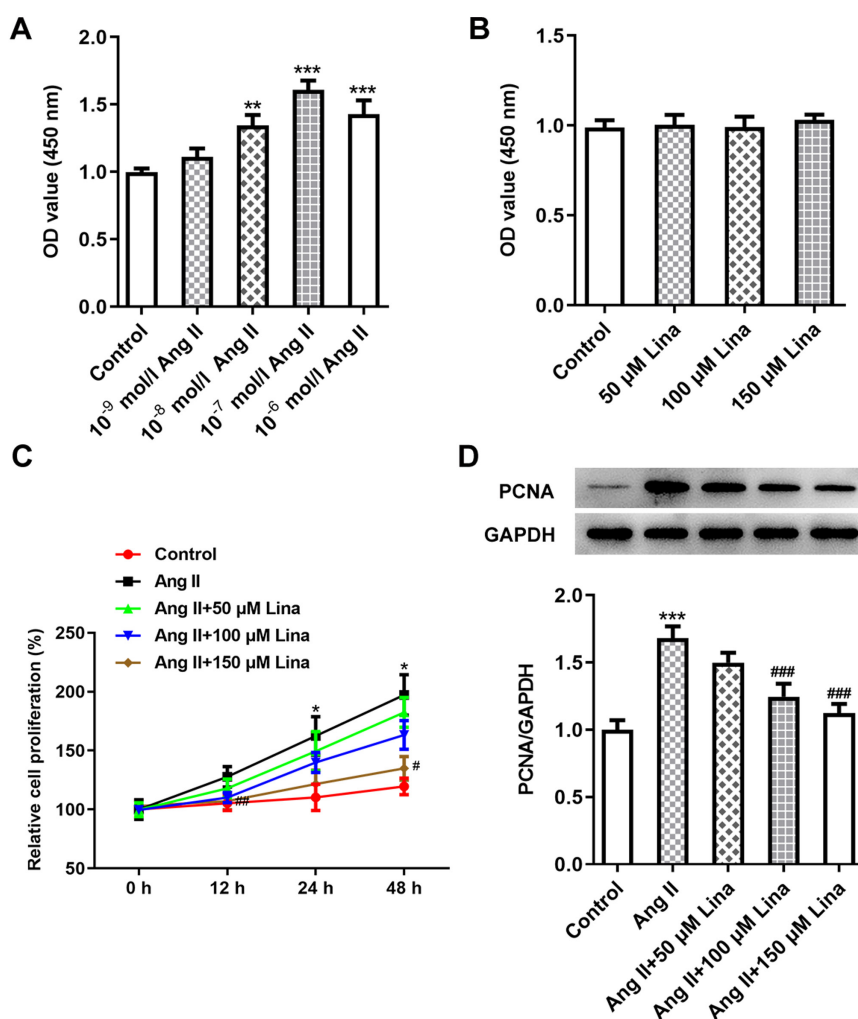 A
OD value (450 nm)
2.0
1.5
1.0
0.5
0.0
**
***
***
Control
10-9 mol/l Ang II
10-8 mol/l Ang II
10-7 mol/l Ang II
10-6 mol/l Ang II
B
OD value (450 nm)
1.5
1.0
0.5
0.0
Control
50 µM Lina
100 µM Lina
150 µM Lina
C
Control
Ang II
Ang II+50 µM Lina
Ang II+100 µM Lina
Ang II+150 µM Lina
Relative cell proliferation (%)
250
200
150
100
50
##
*
*
#
0 h
12 h
24 h
48 h
D
PCNA
GAPDH
PCNA/GAPDH
2.0
1.5
1.0
0.5
0.0
***
###
###
Control
Ang II
Ang II+50 µM Lina
Ang II+100 µM Lina
Ang II+150 µM Lina